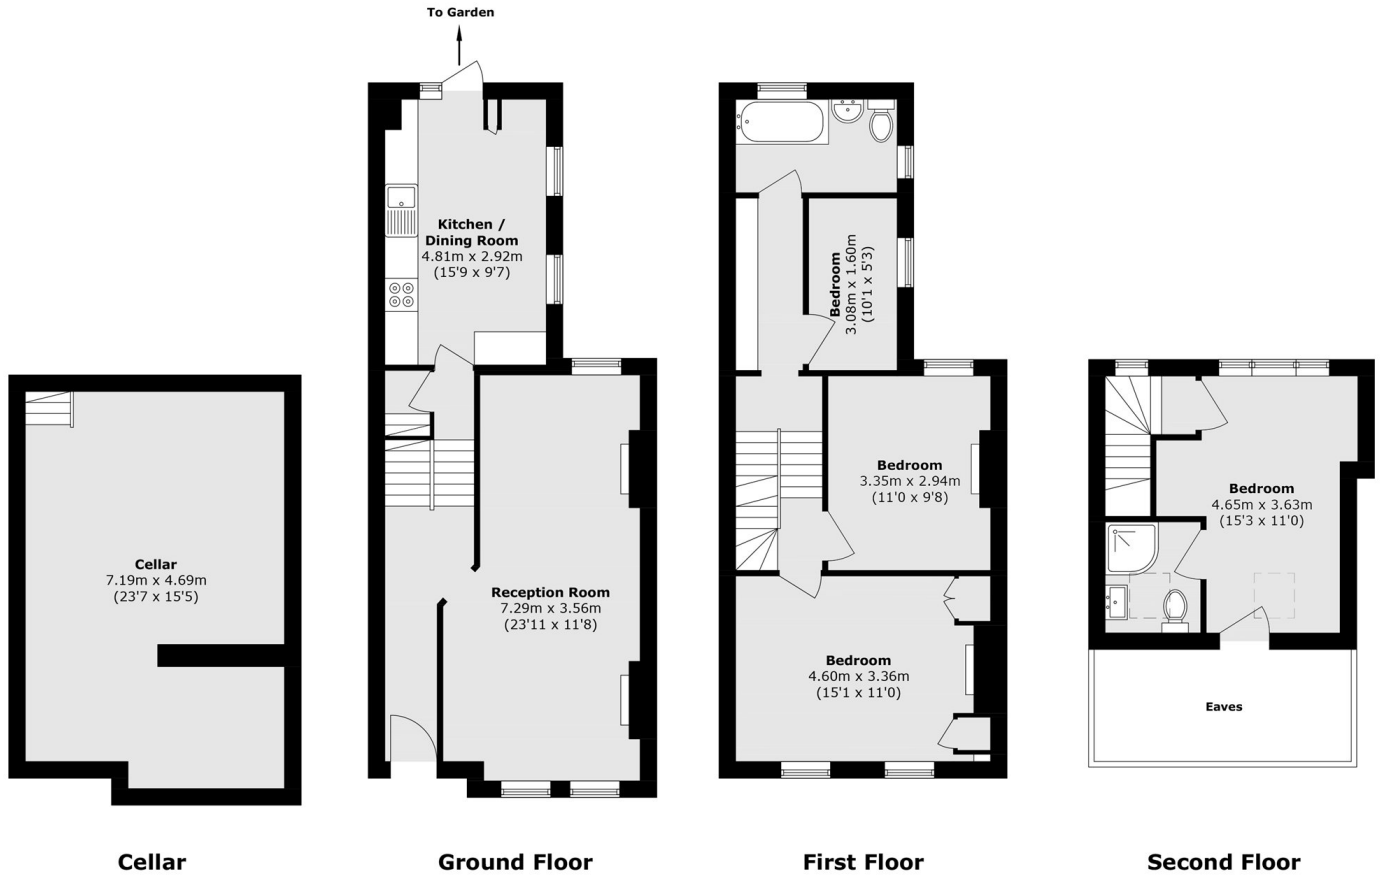 To Garden
Kitchen /
Dining Room
4.81m x 2.92m
(15'9 x 9'7)
Bedroom
3.08m x 1.60m
(10'1 x 5'3)
Bedroom
3.35m x 2.94m
(11'0 x 9'8)
Bedroom
4.65m x 3.63m
(15'3 x 11'0)
Cellar
7.19m x 4.69m
(23'7 x 15'5)
Reception Room
7.29m x 3.56m
(23'11 x 11'8)
Bedroom
4.60m x 3.36m
(15'1 x 11'0)
Eaves
Cellar
Ground Floor
First Floor
Second Floor